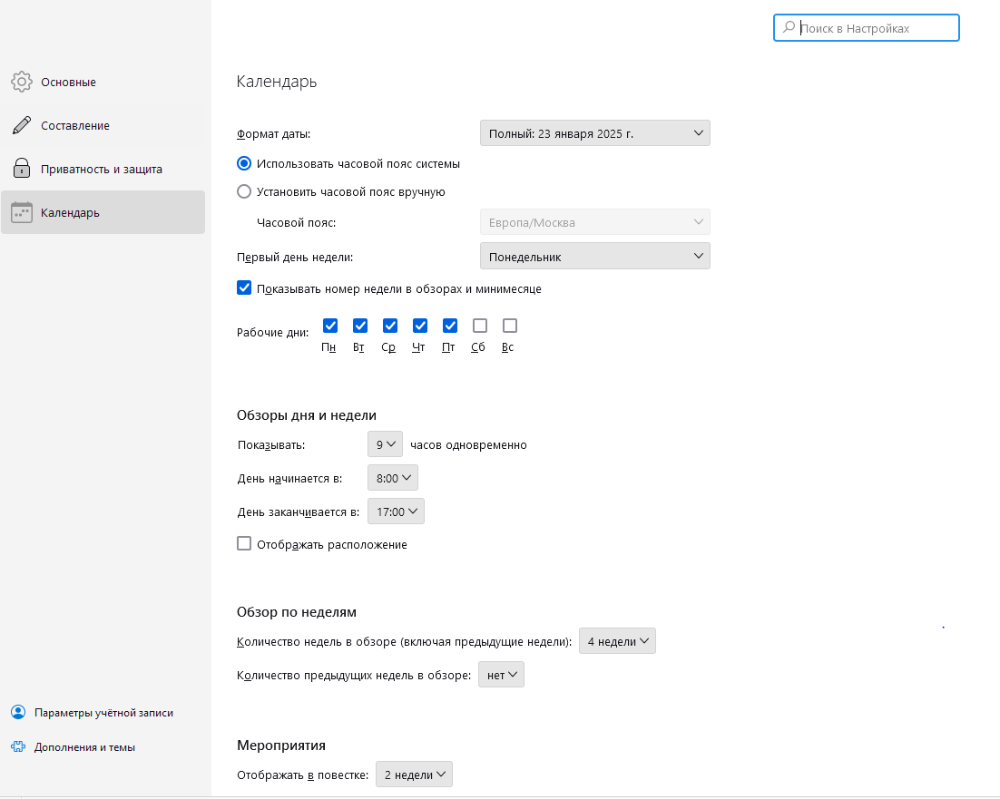 Поиск в Настройках
Основные
Составление
Приватность и защита
Календарь
Параметры учётной записи
Дополнения и темы
Календарь
Формат даты: Полный: 23 января 2025 г.
Использовать часовой пояс системы
Установить часовой пояс вручную
Часовой пояс: Европа/Москва
Первый день недели: Понедельник
Показывать номер недели в обзорах и минимесяце
Рабочие дни:
Пн Вт Ср Чт Пт Сб Вс
Обзоры дня и недели
Показывать: 9 часов одновременно
День начинается в: 8:00
День заканчивается в: 17:00
Отображать расположение
Обзор по неделям
Количество недель в обзоре (включая предыдущие недели): 4 недели
Количество предыдущих недель в обзоре: нет
Мероприятия
Отображать в повестке: 2 недели